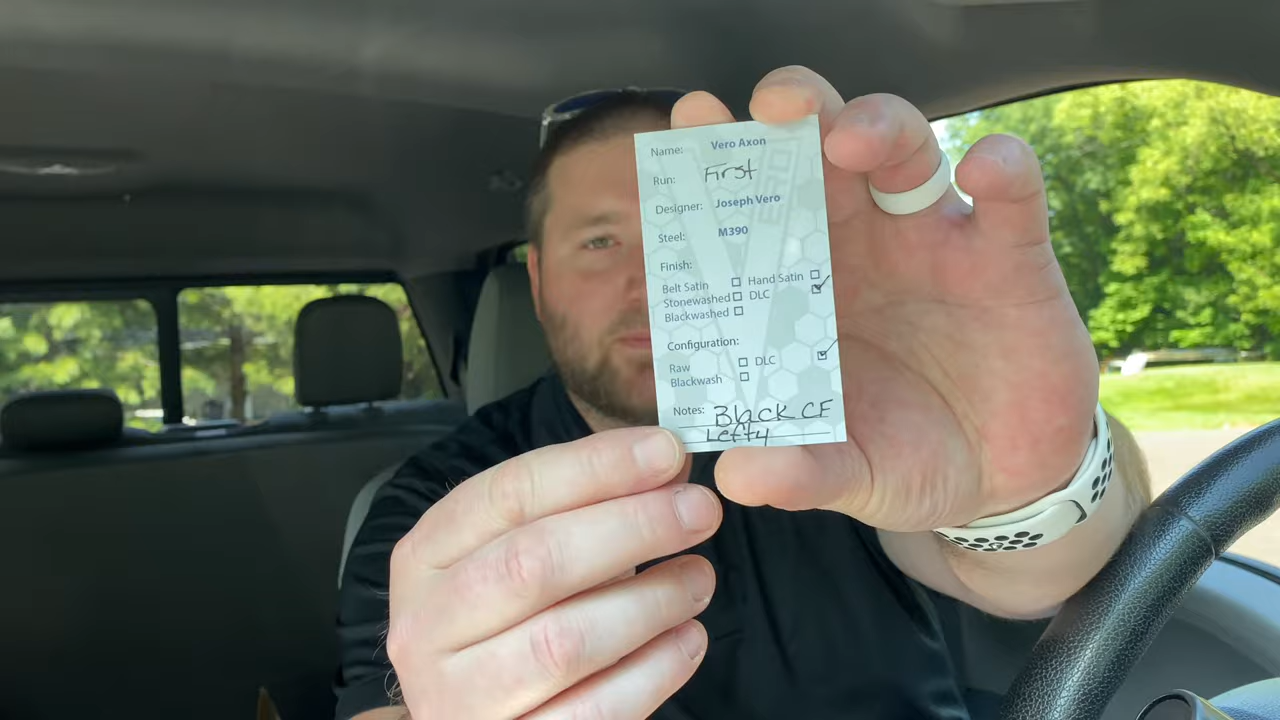 Name: Vero Axon
Run: First
Designer: Joseph Vero
Steel: M390
Finish:
Belt Satin ☐ Hand Satin ☐
Stonewashed ☐ DLC ☑
Blackwashed ☐
Configuration:
Raw ☐ DLC ☑
Blackwash ☐
Notes: Black CF
Lefty